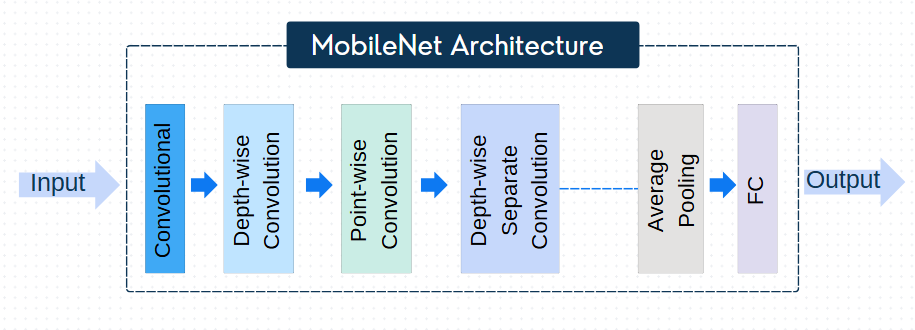 MobileNet Architecture
Input
Convolutional
Depth-wise
Convolution
Point-wise
Convolution
Depth-wise
Separate
Convolution
Average
Pooling
FC
Output